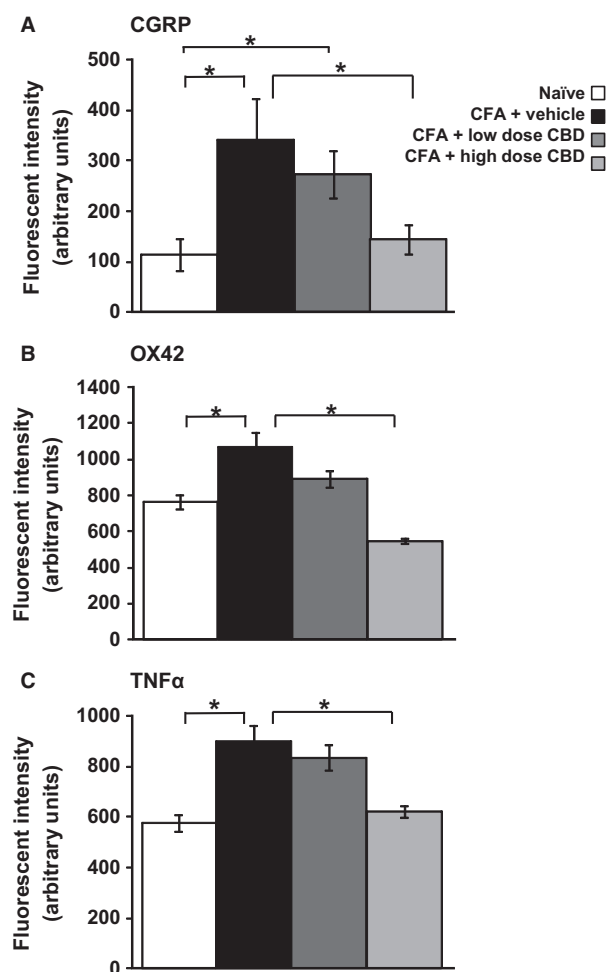 A CGRP
* * *
Fluorescent intensity
(arbitrary units)
500
400
300
200
100
0
Naïve
CFA + vehicle
CFA + low dose CBD
CFA + high dose CBD
B OX42
* *
Fluorescent intensity
(arbitrary units)
1400
1200
1000
800
600
400
200
0
C TNFα
* *
Fluorescent intensity
(arbitrary units)
1000
800
600
400
200
0